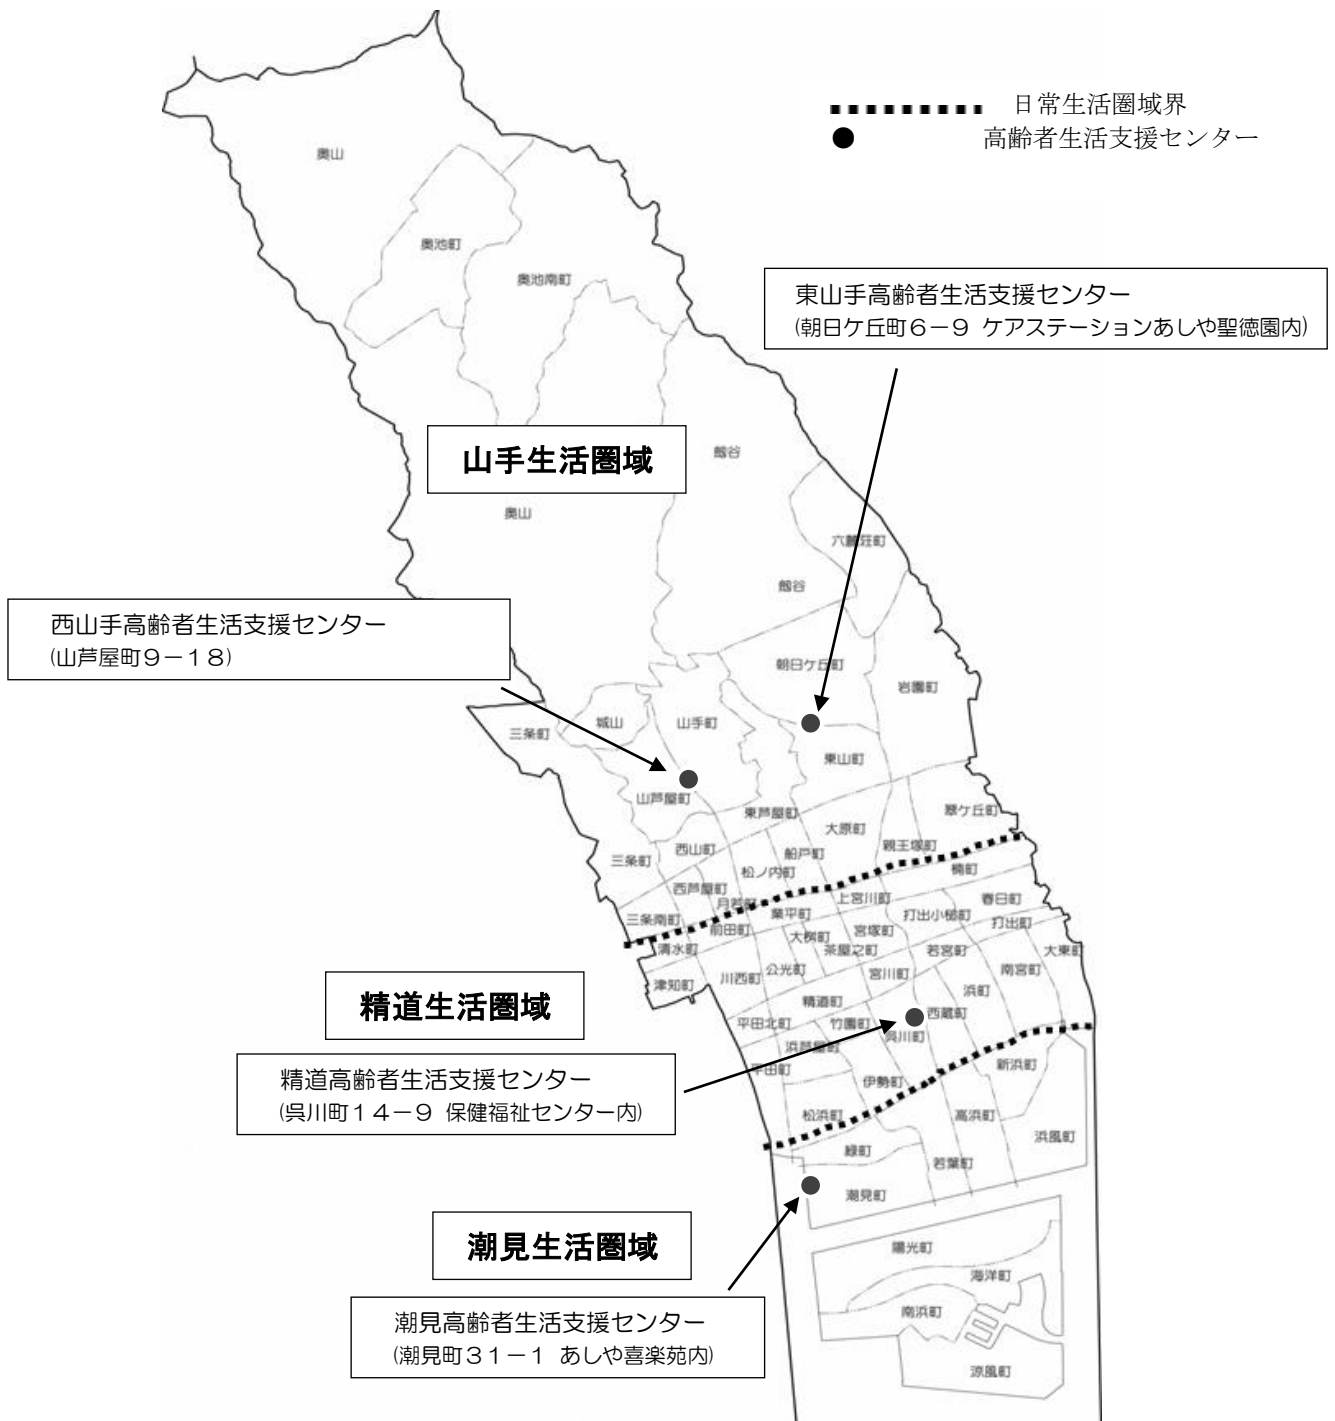 日常生活圏域界
高齢者生活支援センター
奥山
奥池町
奥池南町
東山手高齢者生活支援センター
(朝日ケ丘町6－9 ケアステーションあしや聖徳園内)
山手生活圏域
剱谷
奥山
六麓荘町
剱谷
西山手高齢者生活支援センター
(山芦屋町9－18)
朝日ケ丘町
岩園町
三条町
城山
山手町
東山町
山芦屋町
東芦屋町
大原町
翠ケ丘町
三条町
西山町
船戸町
親王塚町
松ノ内町
楠町
西芦屋町
月若町
上宮川町
春日町
三条南町
前田町
業平町
打出小槌町
打出町
清水町
大桝町
宮塚町
茶屋之町
若宮町
大東町
津知町
川西町
公光町
宮川町
南宮町
浜町
精道生活圏域
精道町
平田北町
竹園町
西蔵町
呉川町
浜芦屋町
平田町
伊勢町
新浜町
精道高齢者生活支援センター
(呉川町14－9 保健福祉センター内)
松浜町
高浜町
浜風町
緑町
若葉町
潮見町
潮見生活圏域
陽光町
海洋町
南浜町
涼風町
潮見高齢者生活支援センター
(潮見町31－1 あしや喜楽苑内)